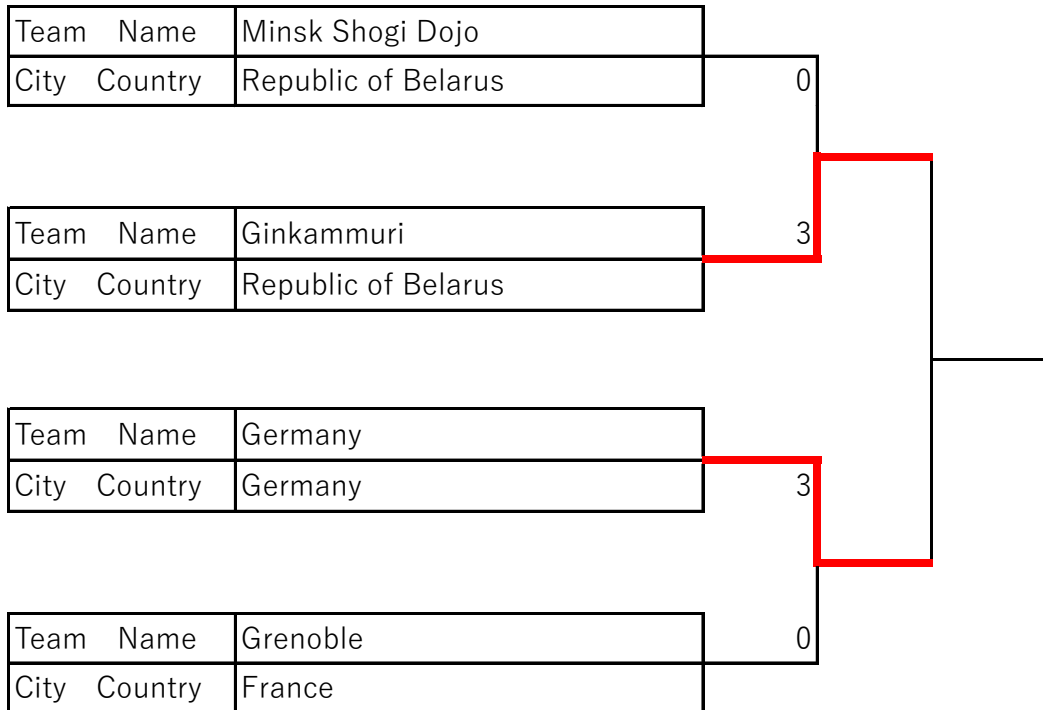 Team Name Minsk Shogi Dojo
City Country Republic of Belarus 0
Team Name Ginkammuri 3
City Country Republic of Belarus
Team Name Germany
City Country Germany 3
Team Name Grenoble 0
City Country France